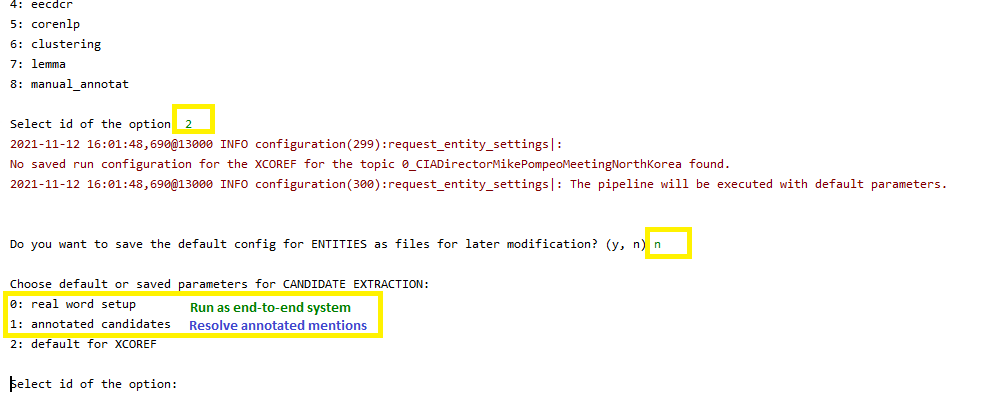 4: eecdcr
5: corenlp
6: clustering
7: lemma
8: manual_annotat
Select id of the option 2
2021-11-12 16:01:48,690@13000 INFO configuration(299):request_entity_settings|:
No saved run configuration for the XCOREF for the topic 0_CIADirectorMikePompeoMeetingNorthKorea found.
2021-11-12 16:01:48,690@13000 INFO configuration(300):request_entity_settings|: The pipeline will be executed with default parameters.
Do you want to save the default config for ENTITIES as files for later modification? (y, n) n
Choose default or saved parameters for CANDIDATE EXTRACTION:
0: real word setup Run as end-to-end system
1: annotated candidates Resolve annotated mentions
2: default for XCOREF
Select id of the option: